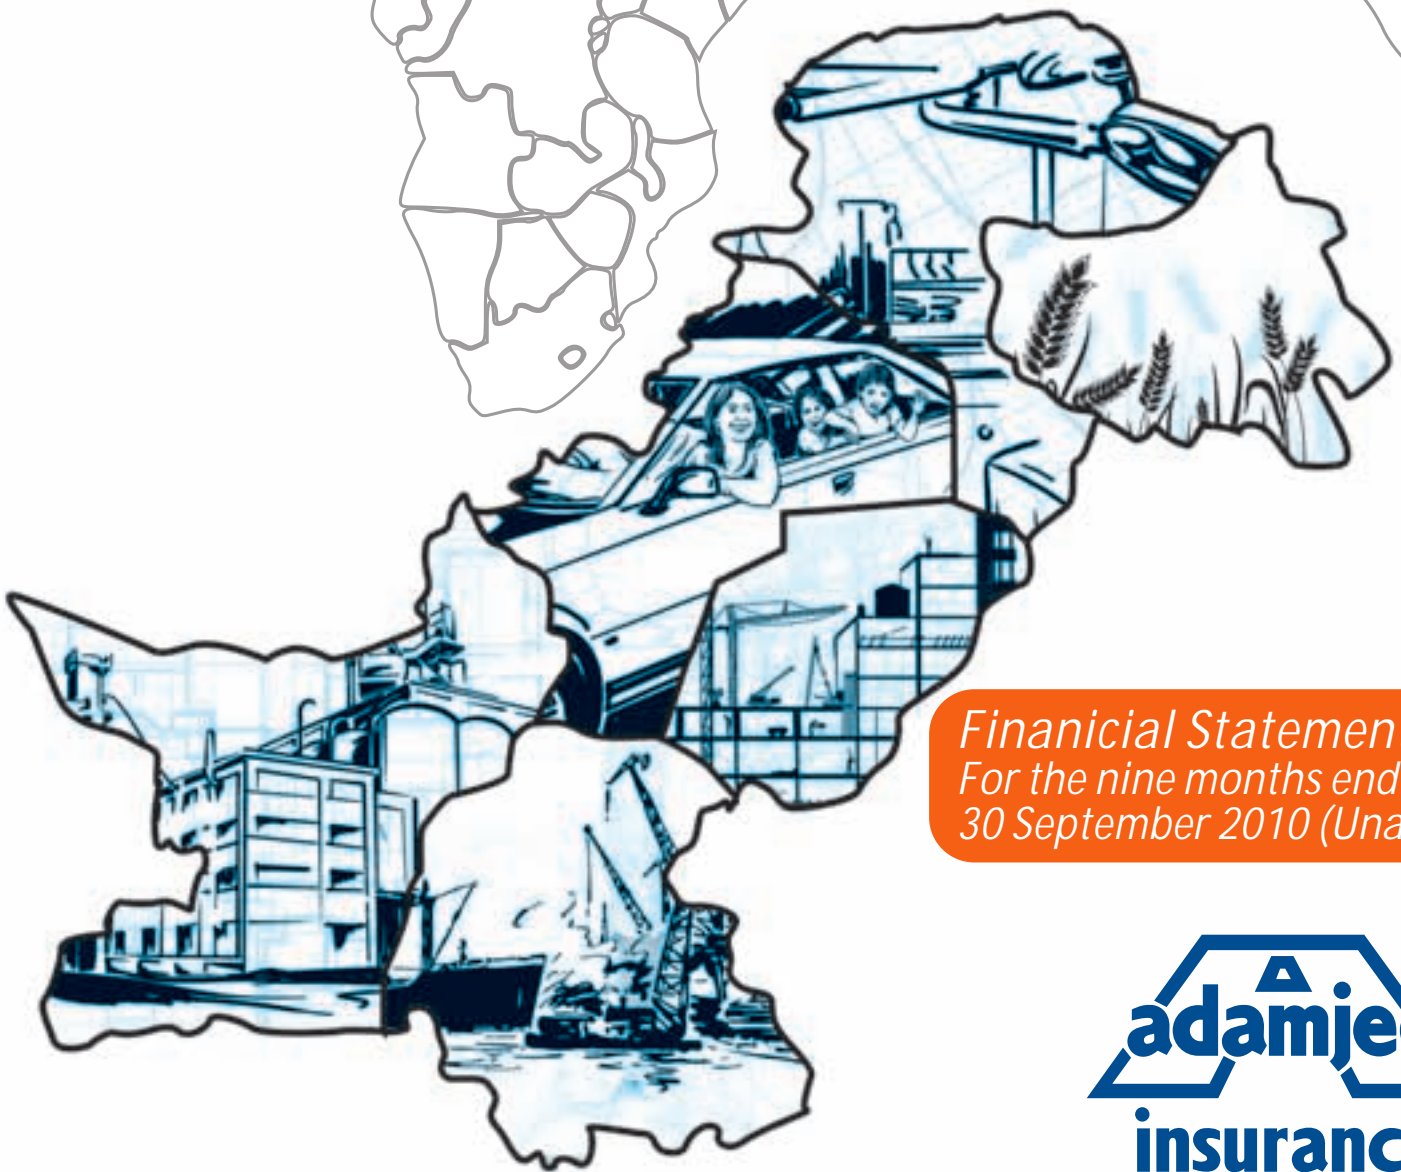 Finanicial Statemen
For the nine months end
30 September 2010 (Una
adamje
insuranc